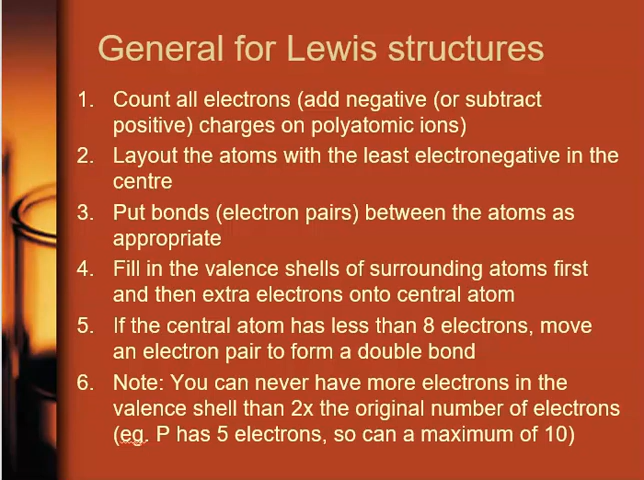 General for Lewis structures
1. Count all electrons (add negative (or subtract
positive) charges on polyatomic ions)
2. Layout the atoms with the least electronegative in the
centre
3. Put bonds (electron pairs) between the atoms as
appropriate
4. Fill in the valence shells of surrounding atoms first
and then extra electrons onto central atom
5. If the central atom has less than 8 electrons, move
an electron pair to form a double bond
6. Note: You can never have more electrons in the
valence shell than 2x the original number of electrons
(eg. P has 5 electrons, so can a maximum of 10)